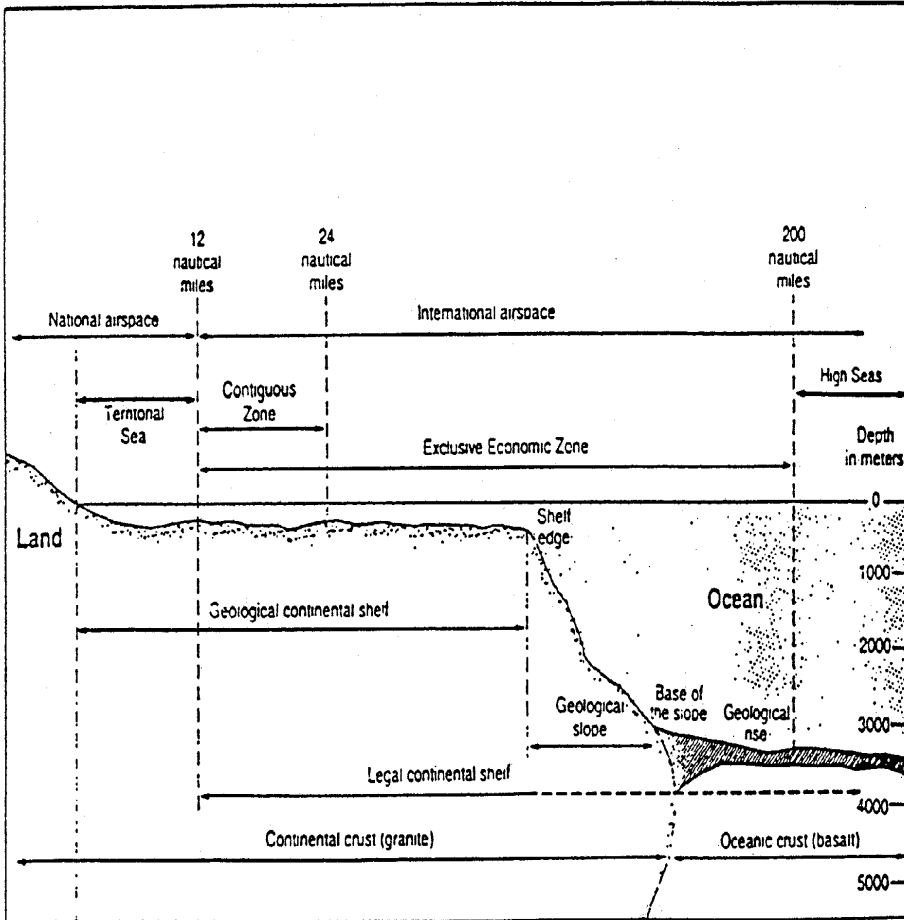 12
nautical
miles
24
nautical
miles
200
nautical
miles
National airspace
International airspace
High Seas
Territorial
Sea
Contiguous
Zone
Exclusive Economic Zone
Depth
in meters
0
Land
Shelf
edge
1000
Geological continental shelf
Ocean
2000
Geological
slope
Base of
the slope
Geological
rise
3000
Legal continental shelf
4000
Continental crust (granite)
Oceanic crust (basalt)
5000